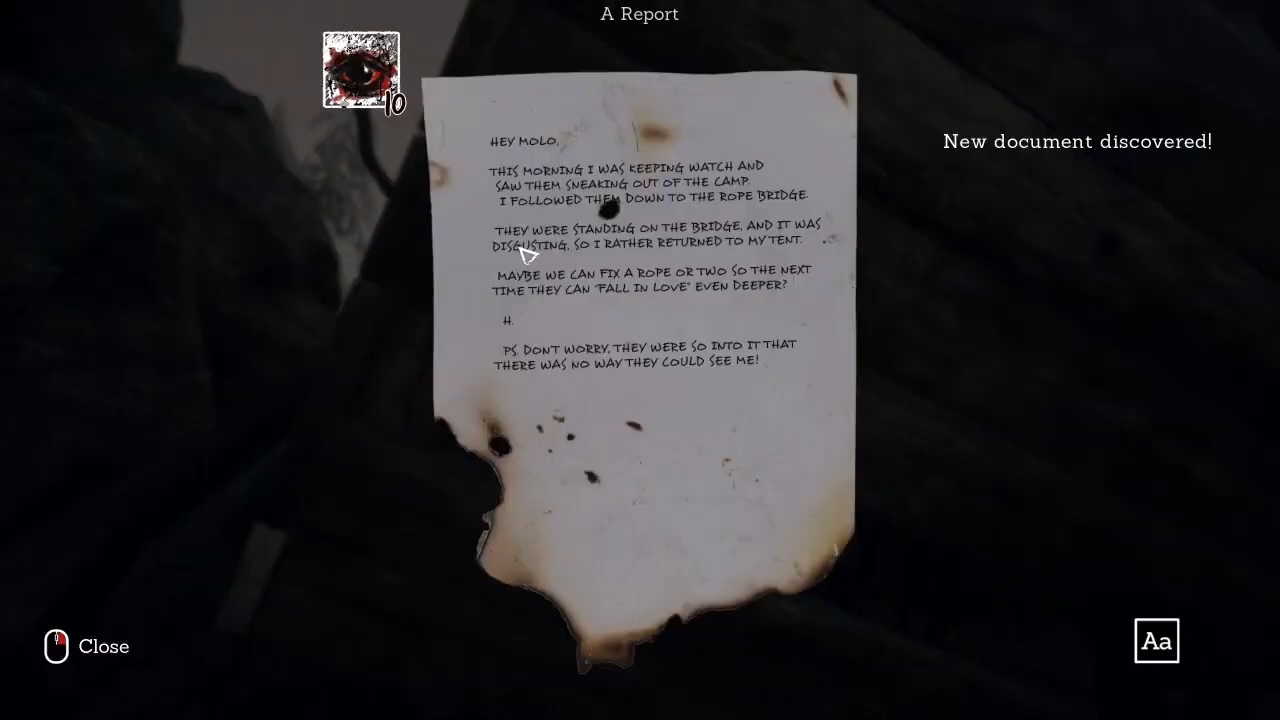 A Report
10
New document discovered!
HEY MOLO,
THIS MORNING I WAS KEEPING WATCH AND
SAW THEM SNEAKING OUT OF THE CAMP.
I FOLLOWED THEM DOWN TO THE ROPE BRIDGE.
THEY WERE STANDING ON THE BRIDGE, AND IT WAS
DISGUSTING, SO I RATHER RETURNED TO MY TENT.
MAYBE WE CAN FIX A ROPE OR TWO SO THE NEXT
TIME THEY CAN "FALL IN LOVE" EVEN DEEPER?
H.
PS. DONT WORRY, THEY WERE SO INTO IT THAT
THERE WAS NO WAY THEY COULD SEE ME!
Close
Aa